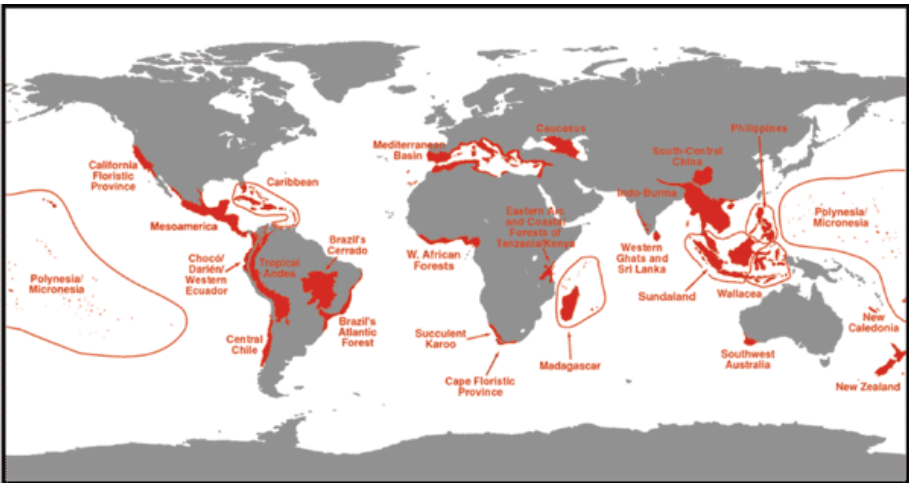 California
Floristic
Province
Caribbean
Mesoamerica
Polynesia/
Micronesia
Chocó/
Darién/
Western
Ecuador
Tropical
Andes
Brazil's
Cerrado
Brazil's
Atlantic
Forest
Central
Chile
Mediterranean
Basin
Caucasus
W. African
Forests
Eastern Arc
and Coastal
Forests of
Tanzania/Kenya
Succulent
Karoo
Cape Floristic
Province
Madagascar
Philippines
South-Central
China
Indo-Burma
Western
Ghats and
Sri Lanka
Sundaland
Wallacea
Polynesia/
Micronesia
Southwest
Australia
New
Caledonia
New Zealand